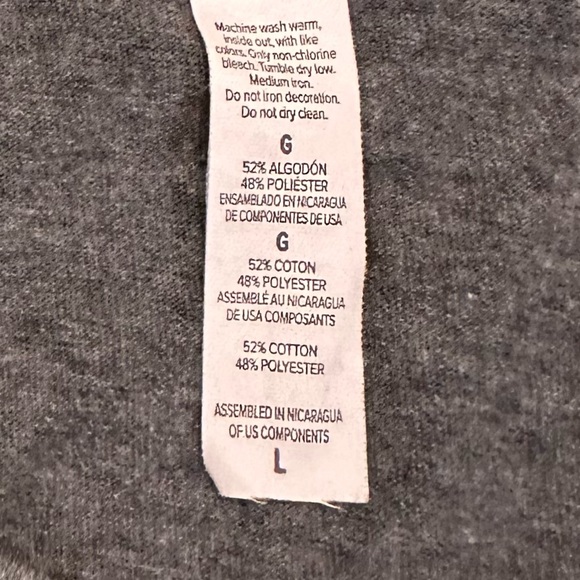 Machine wash warm,
inside out, with like
colors. Only non-chlorine
bleach. Tumble dry low.
Medium iron.
Do not iron decoration.
Do not dry clean.
G
52% ALGODÓN
48% POLIÉSTER
ENSAMBLADO EN NICARAGUA
DE COMPONENTES DE USA
G
52% COTON
48% POLYESTER
ASSEMBLÉ AU NICARAGUA
DE USA COMPOSANTS
52% COTTON
48% POLYESTER
ASSEMBLED IN NICARAGUA
OF US COMPONENTS
L